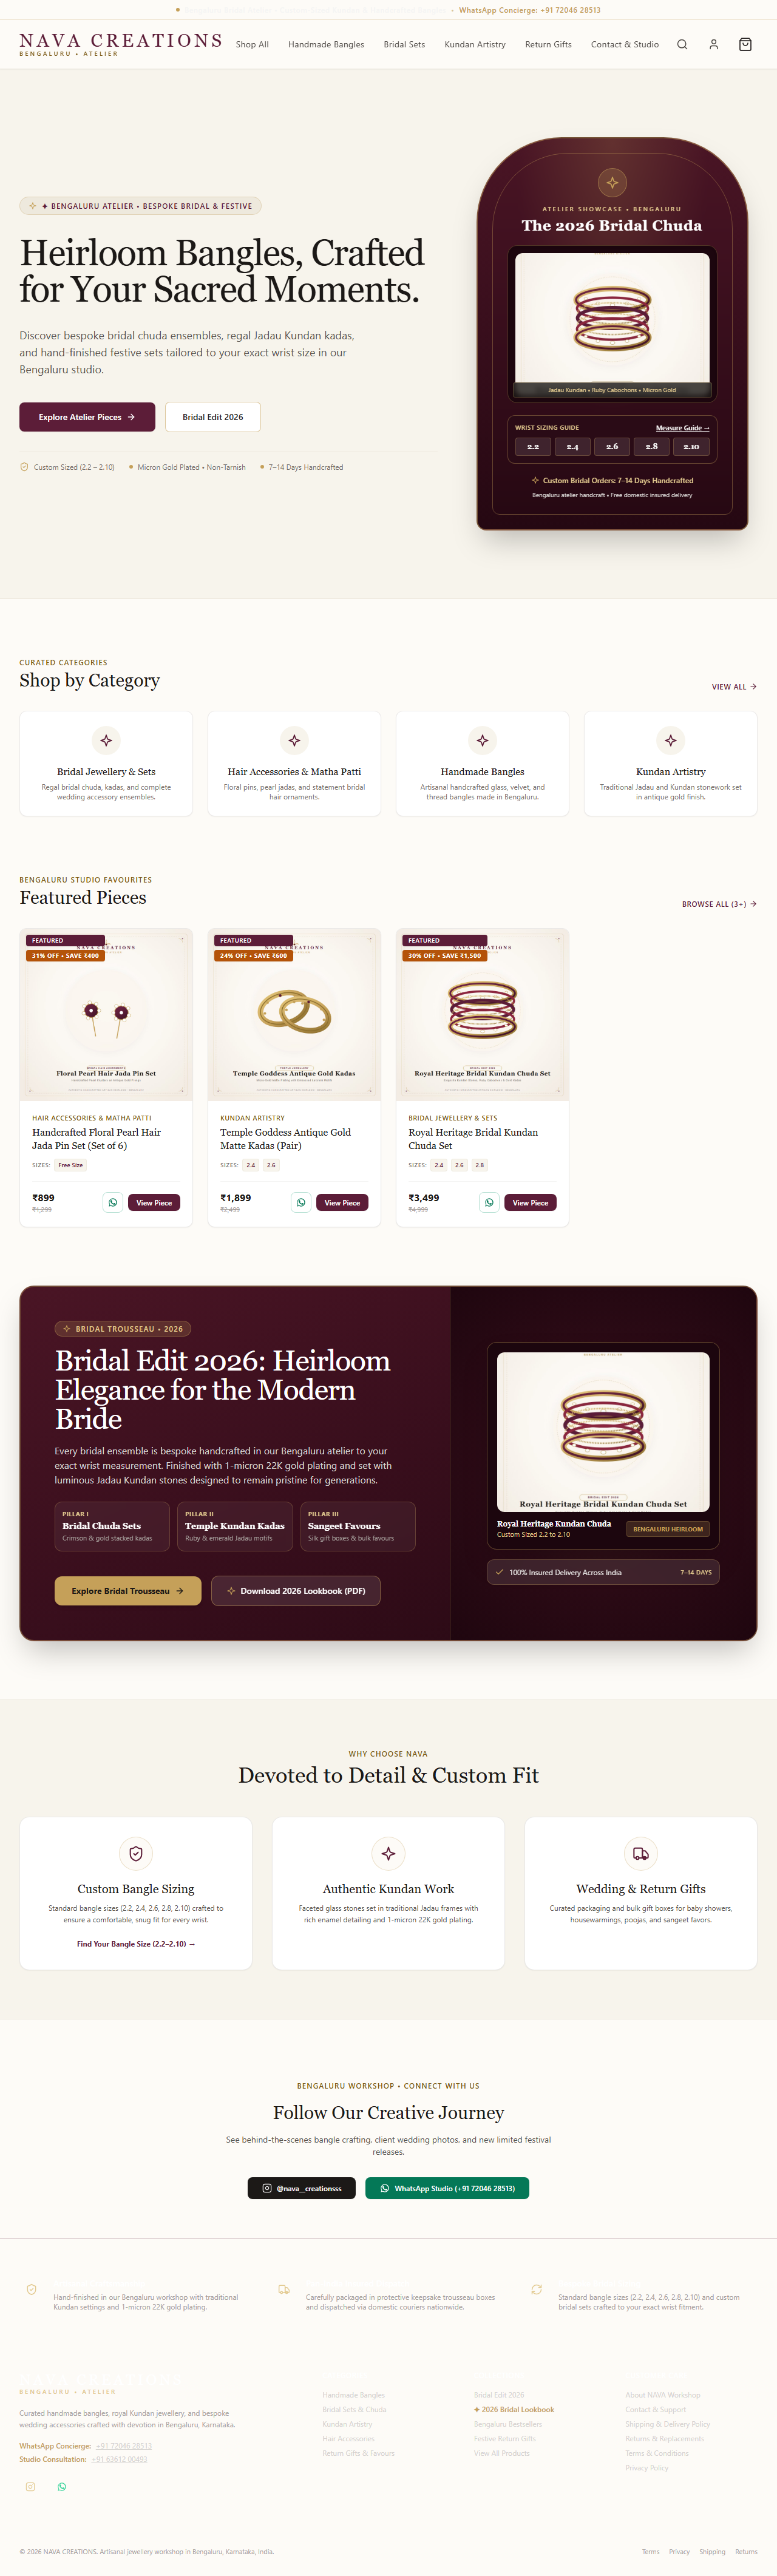 WhatsApp Concierge: +91 72046 28513
NAVA CREATIONS
BENGALURU • ATELIER
Shop All
Handmade Bangles
Bridal Sets
Kundan Artistry
Return Gifts
Contact & Studio
✦ BENGALURU ATELIER • BESPOKE BRIDAL & FESTIVE
Heirloom Bangles, Crafted
for Your Sacred Moments.
Discover bespoke bridal chuda ensembles, regal Jadau Kundan kadas,
and hand-finished festive sets tailored to your exact wrist size in our
Bengaluru studio.
Explore Atelier Pieces →
Bridal Edit 2026
Custom Sized (2.2 – 2.10)
Micron Gold Plated • Non-Tarnish
7–14 Days Handcrafted
ATELIER SHOWCASE • BENGALURU
The 2026 Bridal Chuda
Jadau Kundan • Ruby Cabochons • Micron Gold
WRIST SIZING GUIDE
Measure Guide →
2.2
2.4
2.6
2.8
2.10
Custom Bridal Orders: 7–14 Days Handcrafted
Bengaluru atelier handcraft • Free domestic insured delivery
CURATED CATEGORIES
Shop by Category
VIEW ALL →
Bridal Jewellery & Sets
Regal bridal chuda, kadas, and complete
wedding accessory ensembles.
Hair Accessories & Matha Patti
Floral pins, pearl jadas, and statement bridal
hair ornaments.
Handmade Bangles
Artisanal handcrafted glass, velvet, and
thread bangles made in Bengaluru.
Kundan Artistry
Traditional Jadau and Kundan stonework set
in antique gold finish.
BENGALURU STUDIO FAVOURITES
Featured Pieces
BROWSE ALL (3+) →
FEATURED
31% OFF • SAVE ₹400
Floral Pearl Hair Jada Pin Set
HAIR ACCESSORIES & MATHA PATTI
Handcrafted Floral Pearl Hair
Jada Pin Set (Set of 6)
SIZES: Free Size
₹899
₹1,299
View Piece
FEATURED
24% OFF • SAVE ₹600
Temple Goddess Antique Gold Kadas
KUNDAN ARTISTRY
Temple Goddess Antique Gold
Matte Kadas (Pair)
SIZES: 2.4 2.6
₹1,899
₹2,499
View Piece
FEATURED
30% OFF • SAVE ₹1,500
Royal Heritage Bridal Kundan Chuda Set
BRIDAL JEWELLERY & SETS
Royal Heritage Bridal Kundan
Chuda Set
SIZES: 2.4 2.6 2.8
₹3,499
₹4,999
View Piece
BRIDAL TROUSSEAU • 2026
Bridal Edit 2026: Heirloom
Elegance for the Modern
Bride
Every bridal ensemble is bespoke handcrafted in our Bengaluru atelier to your
exact wrist measurement. Finished with 1-micron 22K gold plating and set with
luminous Jadau Kundan stones designed to remain pristine for generations.
PILLAR I
Bridal Chuda Sets
Crimson & gold stacked kadas
PILLAR II
Temple Kundan Kadas
Ruby & emerald Jadau motifs
PILLAR III
Sangeet Favours
Silk gift boxes & bulk favours
Explore Bridal Trousseau →
Download 2026 Lookbook (PDF)
BRIDAL EDIT 2026
Royal Heritage Bridal Kundan Chuda Set
Royal Heritage Kundan Chuda
Custom Sized 2.2 to 2.10
BENGALURU HEIRLOOM
100% Insured Delivery Across India
7–14 DAYS
WHY CHOOSE NAVA
Devoted to Detail & Custom Fit
Custom Bangle Sizing
Standard bangle sizes (2.2, 2.4, 2.6, 2.8, 2.10) crafted to
ensure a comfortable, snug fit for every wrist.
Find Your Bangle Size (2.2–2.10) →
Authentic Kundan Work
Faceted glass stones set in traditional Jadau frames with
rich enamel detailing and 1-micron 22K gold plating.
Wedding & Return Gifts
Curated packaging and bulk gift boxes for baby showers,
housewarmings, poojas, and sangeet favors.
BENGALURU WORKSHOP • CONNECT WITH US
Follow Our Creative Journey
See behind-the-scenes bangle crafting, client wedding photos, and new limited festival
releases.
@nava__creationsss
WhatsApp Studio (+91 72046 28513)
Hand-finished in our Bengaluru workshop with traditional
Kundan settings and 1-micron 22K gold plating.
Carefully packaged in protective keepsake trousseau boxes
and dispatched via domestic couriers nationwide.
Standard bangle sizes (2.2, 2.4, 2.6, 2.8, 2.10) and custom
bridal sets crafted to your exact wrist fitment.
NAVA CREATIONS
BENGALURU • ATELIER
Curated handmade bangles, royal Kundan jewellery, and bespoke
wedding accessories crafted with devotion in Bengaluru, Karnataka.
WhatsApp Concierge: +91 72046 28513
Studio Consultation: +91 63812 00493
Handmade Bangles
Bridal Sets & Chuda
Kundan Artistry
Hair Accessories
Return Gifts & Favours
Bridal Edit 2026
✦ 2026 Bridal Lookbook
Bengaluru Bestsellers
Festive Return Gifts
View All Products
About NAVA Workshop
Contact & Support
Shipping & Delivery Policy
Returns & Replacements
Terms & Conditions
Privacy Policy
© 2026 NAVA CREATIONS. Artisanal jewellery workshop in Bengaluru, Karnataka, India.
Terms
Privacy
Shipping
Returns